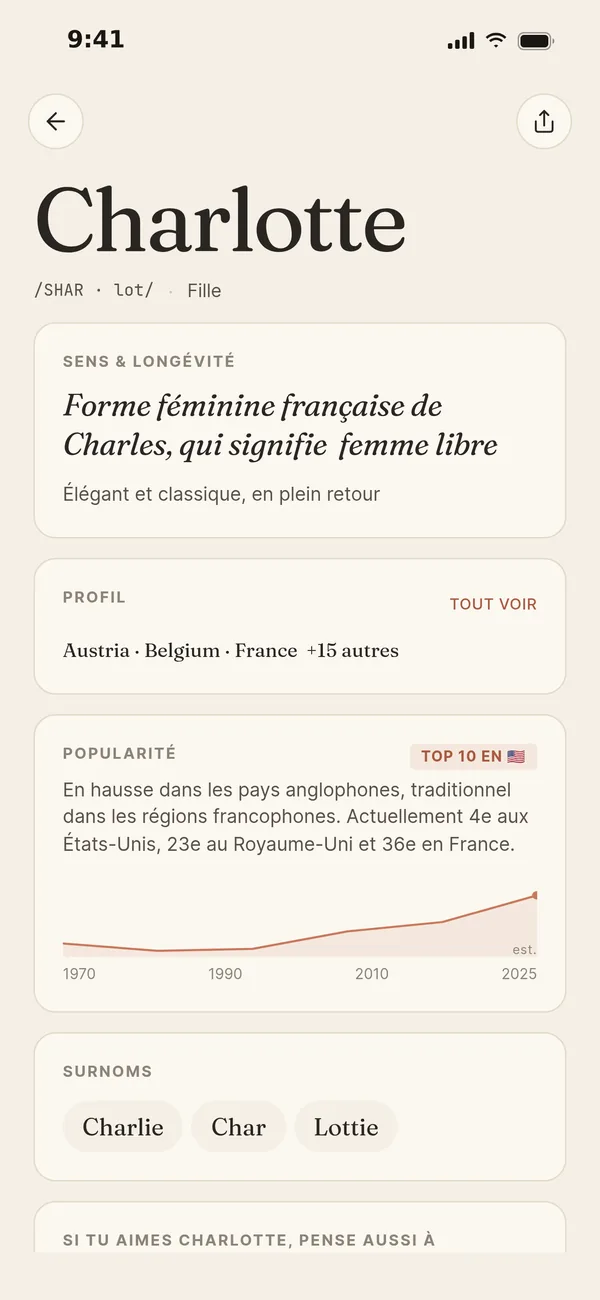 9:41
Charlotte
/SHAR · lot/ · Fille
SENS & LONGÉVITÉ
Forme féminine française de
Charles, qui signifie femme libre
Élégant et classique, en plein retour
PROFIL
TOUT VOIR
Austria · Belgium · France +15 autres
POPULARITÉ
TOP 10 EN 🇺🇸
En hausse dans les pays anglophones, traditionnel
dans les régions francophones. Actuellement 4e aux
États-Unis, 23e au Royaume-Uni et 36e en France.
est.
1970 1990 2010 2025
SURNOMS
Charlie Char Lottie
SI TU AIMES CHARLOTTE, PENSE AUSSI À